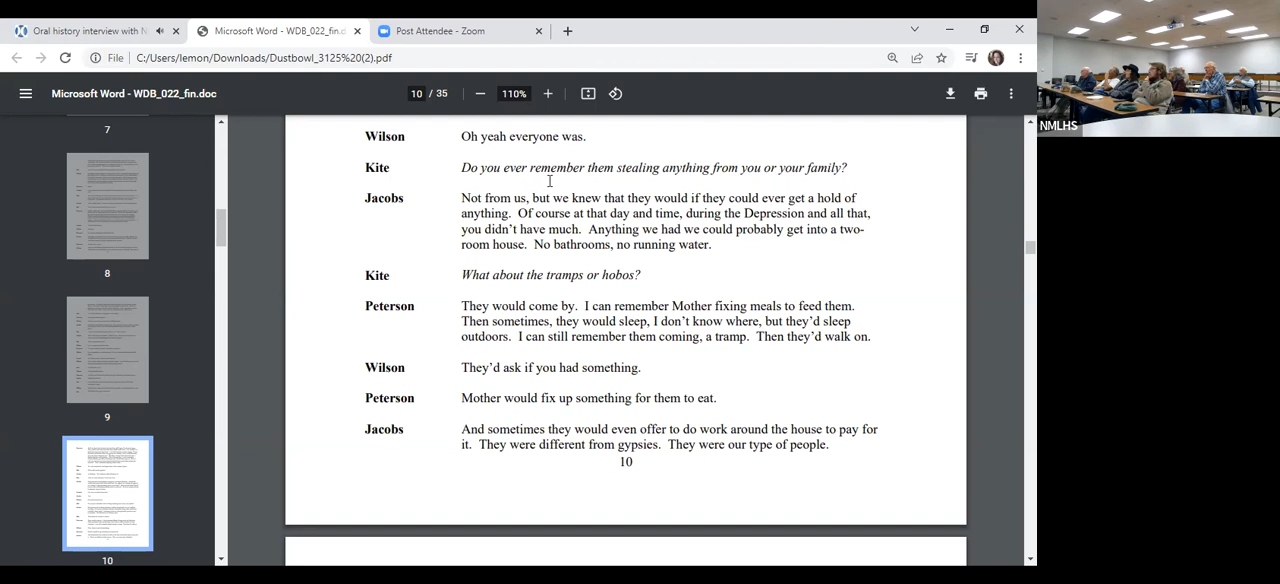 Oral history interview with N
Microsoft Word - WDB_022_fin.d
Post Attendee - Zoom
File
C:/Users/lemon/Downloads/Dustbowl_3125%20(2).pdf
Microsoft Word - WDB_022_fin.doc
10 / 35
110%
NMLHS
7
8
9
10
Wilson Oh yeah everyone was.
Kite Do you ever remember them stealing anything from you or your family?
Jacobs Not from us, but we knew that they would if they could ever get a hold of
anything. Of course at that day and time, during the Depression and all that,
you didn't have much. Anything we had we could probably get into a two-
room house. No bathrooms, no running water.
Kite What about the tramps or hobos?
Peterson They would come by. I can remember Mother fixing meals to feed them.
Then sometimes, they would sleep, I don't know where, but they'd sleep
outdoors. I can still remember them coming, a tramp. Then they'd walk on.
Wilson They'd ask if you had something.
Peterson Mother would fix up something for them to eat.
Jacobs And sometimes they would even offer to do work around the house to pay for
it. They were different from gypsies. They were our type of people.
10